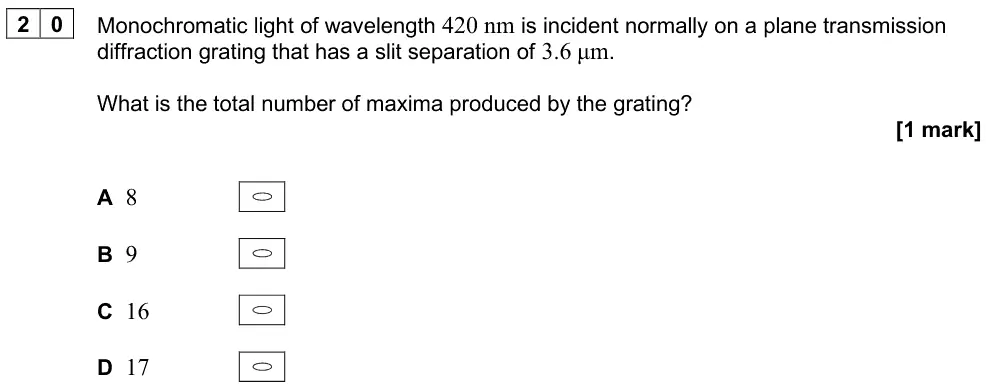 2 0 Monochromatic light of wavelength 420 nm is incident normally on a plane transmission
diffraction grating that has a slit separation of 3.6 μm.
What is the total number of maxima produced by the grating?
[1 mark]
A 8
B 9
C 16
D 17